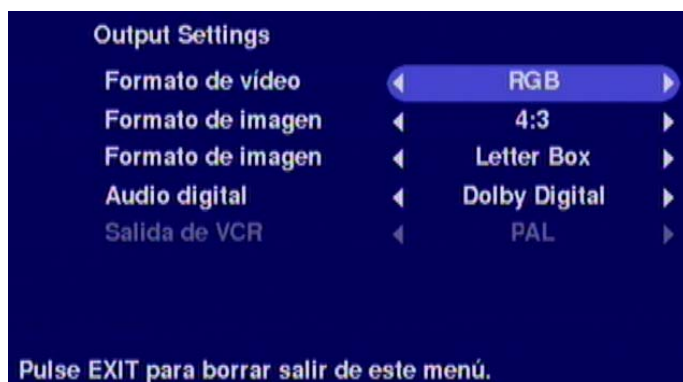 Output Settings
Formato de vídeo RGB
Formato de imagen 4:3
Formato de imagen Letter Box
Audio digital Dolby Digital
Salida de VCR PAL
Pulse EXIT para borrar salir de este menú.